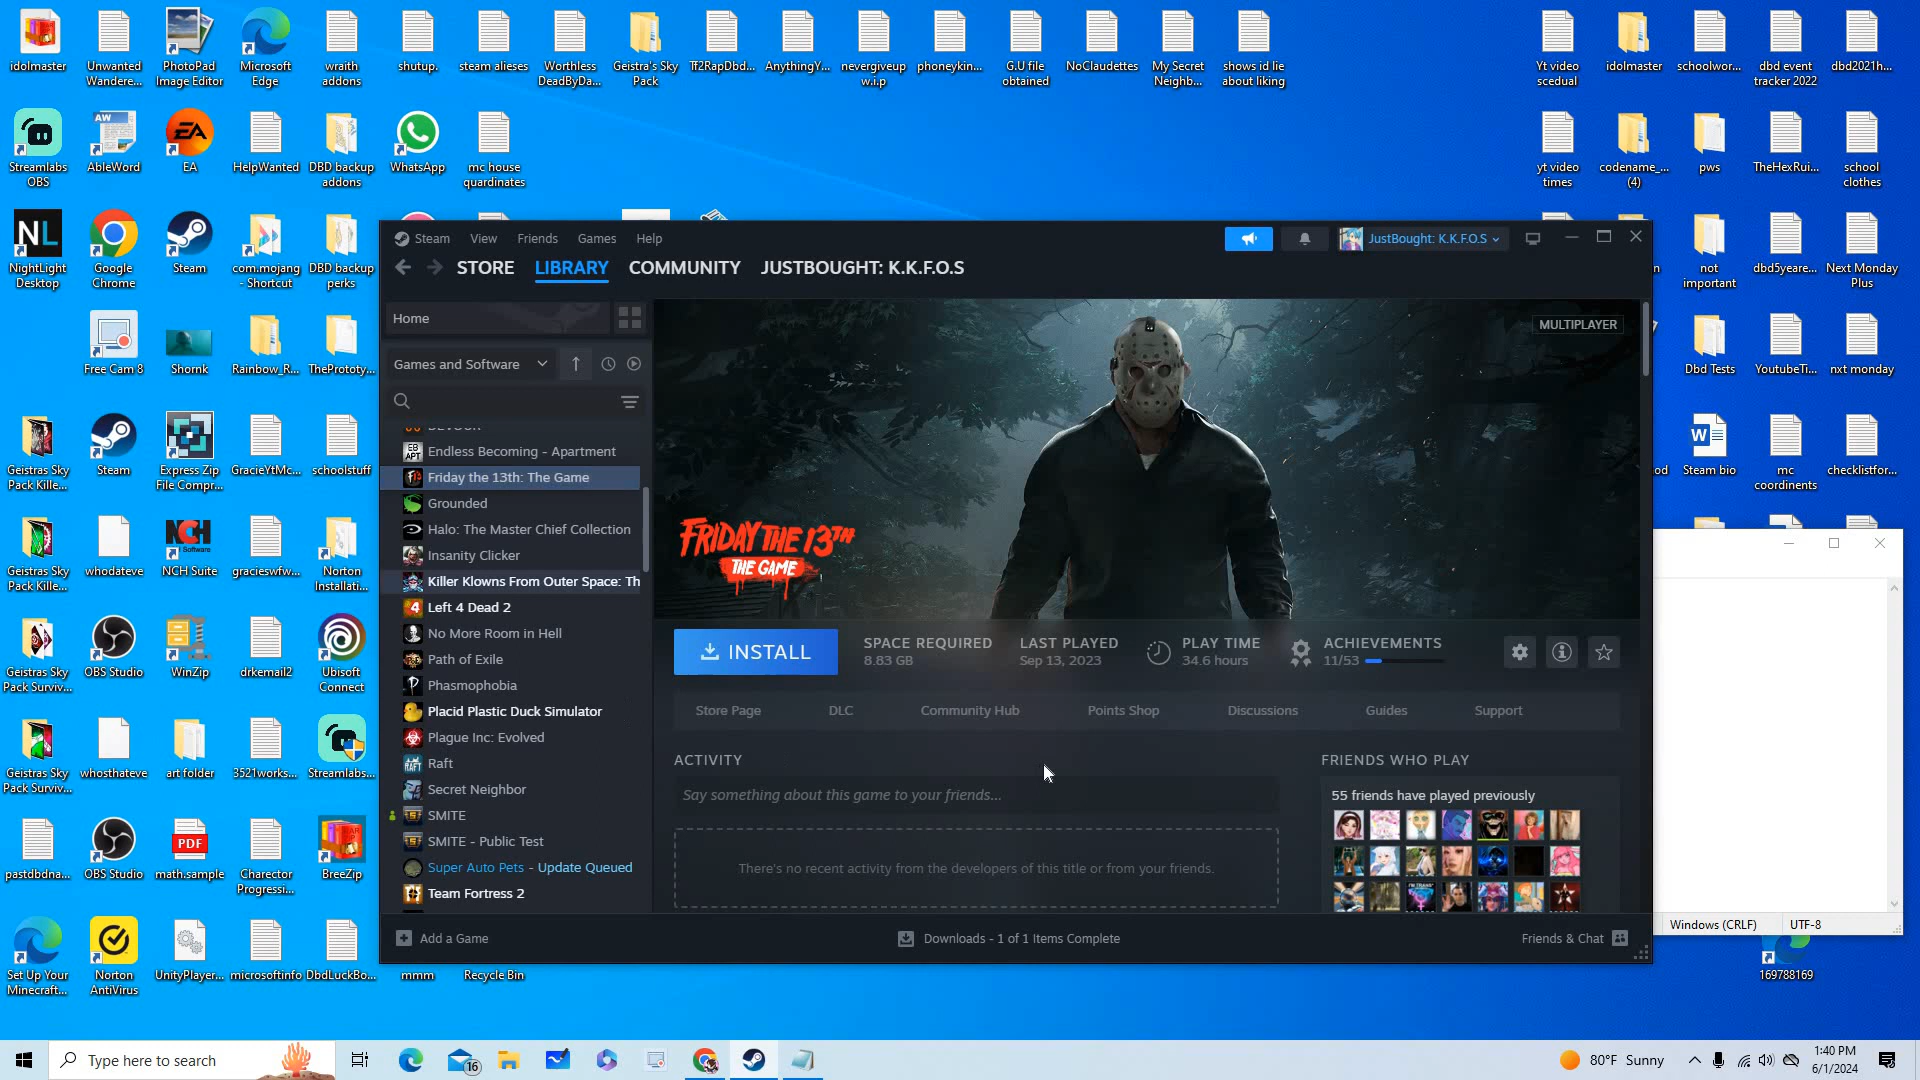 idolmaster
Unwanted Wandere...
PhotoPad Image Editor
Microsoft Edge
wraith addons
shutup.
steam alieses
Worthless DeadByDa...
Geistra's Sky Pack
Tf2RapDbd...
AnythingY...
nevergiveup w.i.p
phoneykin...
G.U file obtained
NoClaudettes
My Secret Neighb...
shows id lie about liking
Yt video scedual
idolmaster
schoolwor...
dbd event tracker 2022
dbd2021h...
Streamlabs OBS
AW
AbleWord
EA
EA
HelpWanted
DBD backup addons
WhatsApp
mc house quardinates
yt video times
codename_... (4)
pws
TheHexRui...
school clothes
NL
NightLight Desktop
Google Chrome
Steam
com.mojang - Shortcut
DBD backup perks
not important
dbd5yeare...
Next Monday Plus
Free Cam 8
Shornk
Rainbow_R...
ThePrototy...
Dbd Tests
YoutubeTi...
nxt monday
Geistras Sky Pack Kille...
Steam
Express Zip File Compr...
GracieYtMc...
schoolstuff
Steam bio
mc coordinents
checklistfor...
Geistras Sky Pack Kille...
whodateve
NCH Software
NCH Suite
gracieswfw...
Norton Installati...
Geistras Sky Pack Surviv...
OBS Studio
WinZip
drkemail2
Ubisoft Connect
Geistras Sky Pack Surviv...
whosthateve
art folder
3521works...
Streamlabs...
pastdbdna...
OBS Studio
PDF
math.sample
Charector Progressi...
BreeZip
Set Up Your Minecraft...
Norton AntiVirus
UnityPlayer...
microsoftinfo
DbdLuckBo...
mmm
Recycle Bin
169788169
Steam View Friends Games Help
JustBought: K.K.F.O.S
STORE LIBRARY COMMUNITY JUSTBOUGHT: K.K.F.O.S
Home
Games and Software
DEVOUR
Endless Becoming - Apartment
Friday the 13th: The Game
Grounded
Halo: The Master Chief Collection
Insanity Clicker
Killer Klowns From Outer Space: Th
Left 4 Dead 2
No More Room in Hell
Path of Exile
Phasmophobia
Placid Plastic Duck Simulator
Plague Inc: Evolved
Raft
Secret Neighbor
SMITE
SMITE - Public Test
Super Auto Pets - Update Queued
Team Fortress 2
MULTIPLAYER
FRIDAY THE 13TH
THE GAME
INSTALL
SPACE REQUIRED
8.83 GB
LAST PLAYED
Sep 13, 2023
PLAY TIME
34.6 hours
ACHIEVEMENTS
11/53
Store Page DLC Community Hub Points Shop Discussions Guides Support
ACTIVITY
Say something about this game to your friends...
There's no recent activity from the developers of this title or from your friends.
FRIENDS WHO PLAY
55 friends have played previously
Add a Game
Downloads - 1 of 1 Items Complete
Friends & Chat
Windows (CRLF) UTF-8
Type here to search
16
80°F Sunny
1:40 PM
6/1/2024